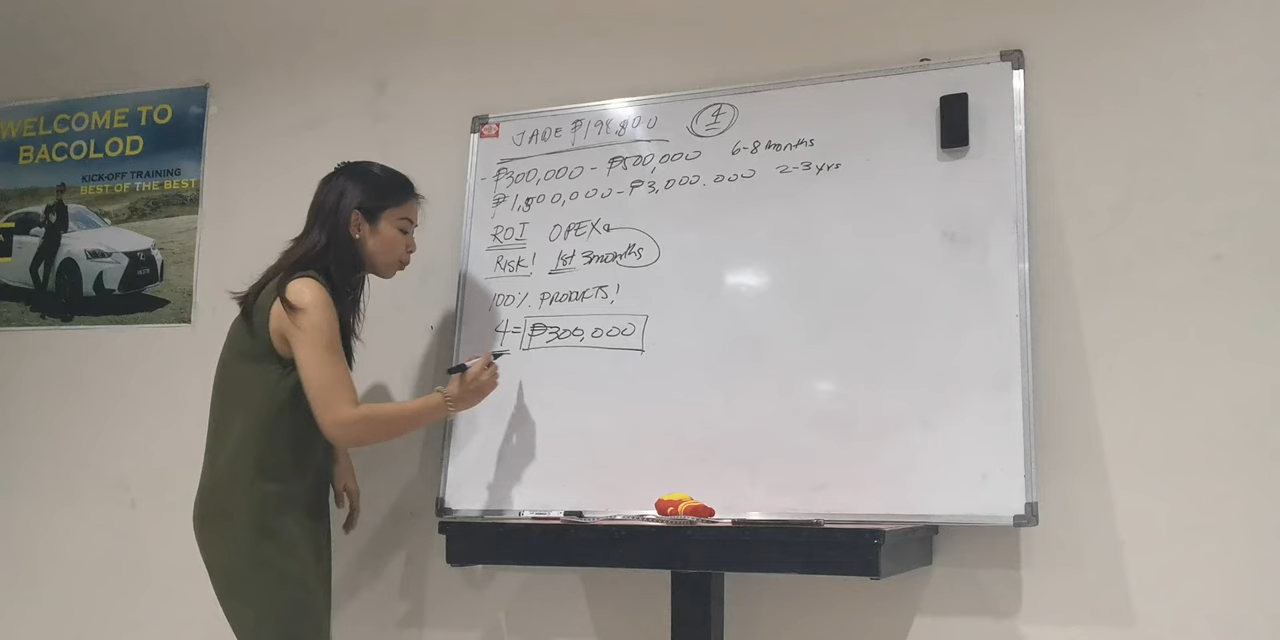 WELCOME TO
BACOLOD
KICK-OFF TRAINING
BEST OF THE BEST
JADE ₱198,800 4
- ₱300,000 - ₱500,000 6-8 months
₱1,800,000 - ₱3,000.000 2-3 yrs
ROI OPEX
RISK! 1st 3months
100% PRODUCTS!
4 = ₱300,000